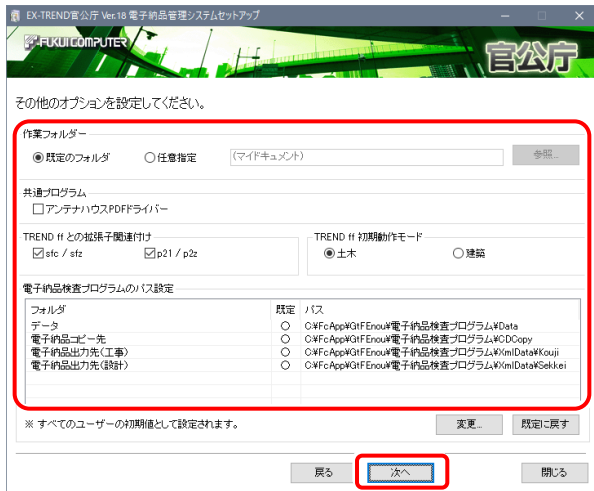 EX-TREND官公庁 Ver.18 電子納品管理システムセットアップ
FUKUI COMPUTER
官公庁
その他のオプションを設定してください。
作業フォルダー
既定のフォルダ 任意指定 (マイドキュメント) 参照...
共通プログラム
アンテナハウスPDFドライバー
TREND ff との拡張子関連付け TREND ff 初期動作モード
sfc / sfz p21 / p2z 土木 建築
電子納品検査プログラムのパス設定
フォルダ 既定 パス
データ ○ C:¥FcApp¥GtFEnou¥電子納品検査プログラム¥Data
電子納品コピー先 ○ C:¥FcApp¥GtFEnou¥電子納品検査プログラム¥CDCopy
電子納品出力先(工事) ○ C:¥FcApp¥GtFEnou¥電子納品検査プログラム¥XmlData¥Kouji
電子納品出力先(設計) ○ C:¥FcApp¥GtFEnou¥電子納品検査プログラム¥XmlData¥Sekkei
※ すべてのユーザーの初期値として設定されます。 変更... 既定に戻す
戻る 次へ 閉じる